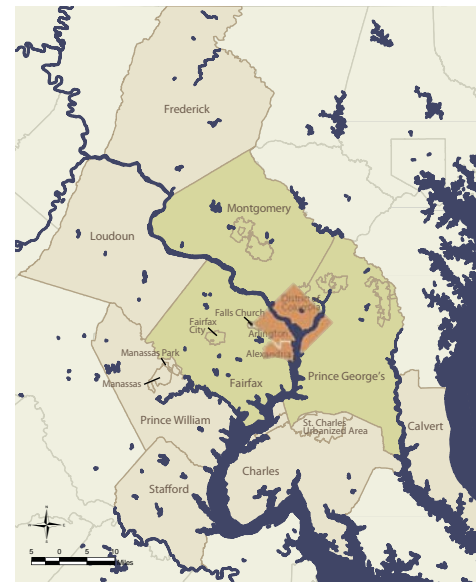 Frederick
Montgomery
Loudoun
District of
Columbia
Falls Church
Fairfax
City
Arlington
Manassas Park
Alexandria
Manassas
Fairfax
Prince George's
Prince William
St. Charles
Urbanized Area
Calvert
Charles
Stafford
5 0 5 10
Miles